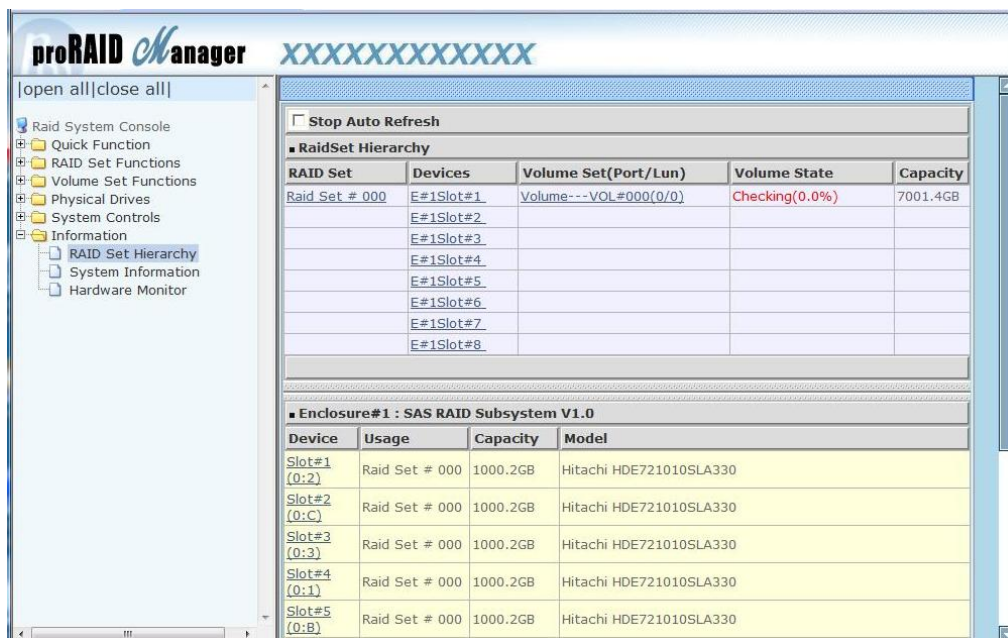 proRAID Manager XXXXXXXXXXXX
|open all|close all|
Raid System Console
Quick Function
RAID Set Functions
Volume Set Functions
Physical Drives
System Controls
Information
RAID Set Hierarchy
System Information
Hardware Monitor
Stop Auto Refresh
RaidSet Hierarchy
RAID Set Devices Volume Set(Port/Lun) Volume State Capacity
Raid Set # 000 E#1Slot#1 Volume---VOL#000(0/0) Checking(0.0%) 7001.4GB
E#1Slot#2
E#1Slot#3
E#1Slot#4
E#1Slot#5
E#1Slot#6
E#1Slot#7
E#1Slot#8
Enclosure#1 : SAS RAID Subsystem V1.0
Device Usage Capacity Model
Slot#1 (0:2) Raid Set # 000 1000.2GB Hitachi HDE721010SLA330
Slot#2 (0:C) Raid Set # 000 1000.2GB Hitachi HDE721010SLA330
Slot#3 (0:3) Raid Set # 000 1000.2GB Hitachi HDE721010SLA330
Slot#4 (0:1) Raid Set # 000 1000.2GB Hitachi HDE721010SLA330
Slot#5 (0:B) Raid Set # 000 1000.2GB Hitachi HDE721010SLA330